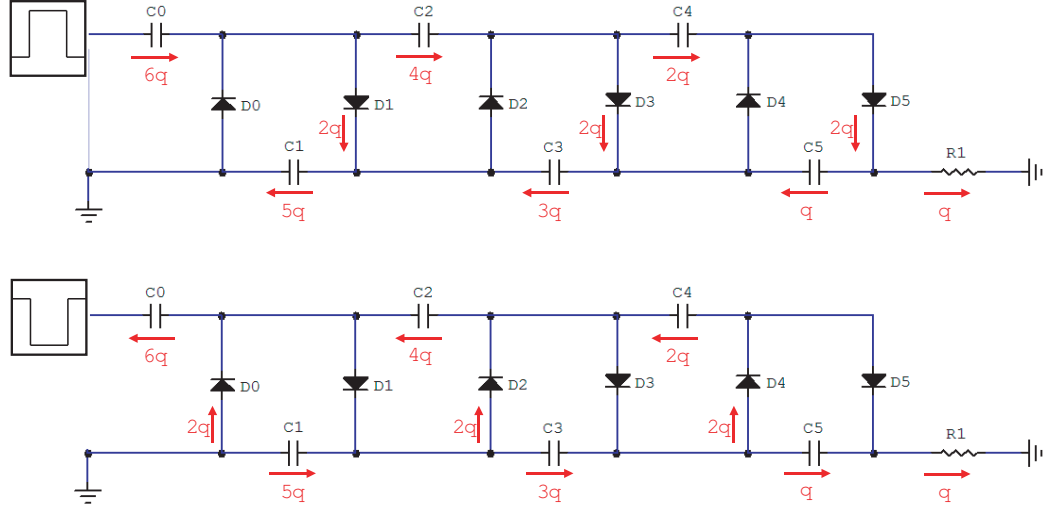 C0 C2 C4
6q 4q 2q
D0 D1 D2 D3 D4 D5
2q 2q 2q
C1 C3 C5 R1
5q 3q q q
C0 C2 C4
6q 4q 2q
D0 D1 D2 D3 D4 D5
2q 2q 2q
C1 C3 C5 R1
5q 3q q q